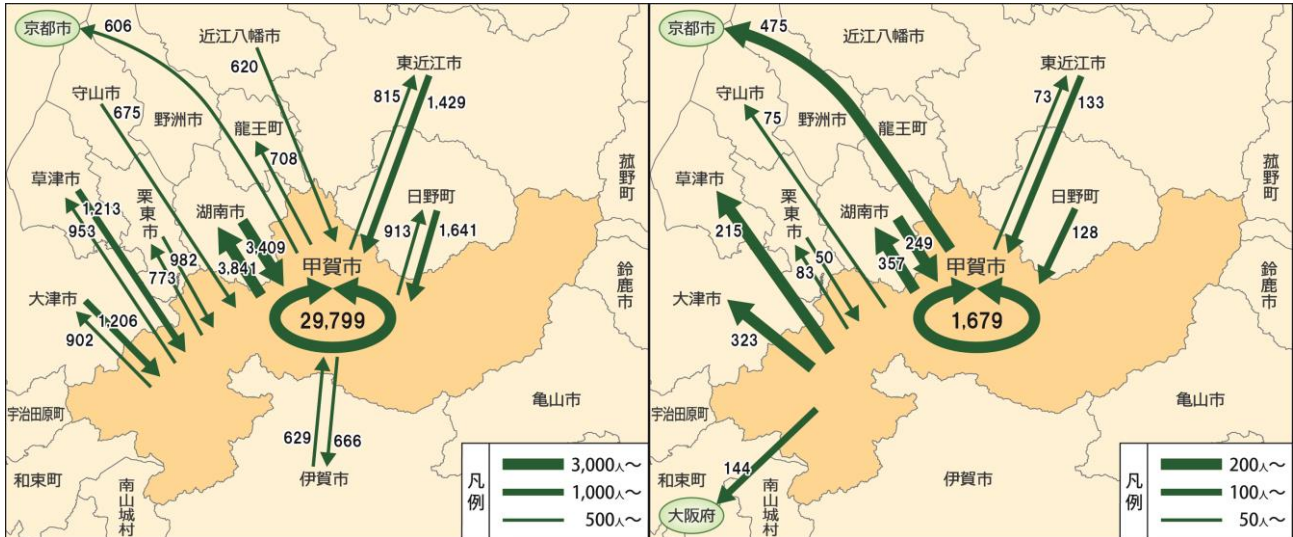 京都市
606
近江八幡市
620
東近江市
815
1,429
守山市
675
野洲市
龍王町
708
菰野町
草津市
1,213
953
栗東市
982
773
湖南市
3,409
3,841
日野町
913
1,641
甲賀市
鈴鹿市
大津市
1,206
902
29,799
宇治田原町
629
666
亀山市
和束町
南山城村
伊賀市
凡例
3,000人~
1,000人~
500人~
京都市
475
近江八幡市
東近江市
73
133
守山市
75
野洲市
龍王町
菰野町
草津市
215
栗東市
50
83
湖南市
249
357
日野町
128
甲賀市
鈴鹿市
大津市
323
1,679
宇治田原町
亀山市
和束町
144
南山城村
伊賀市
大阪府
凡例
200人~
100人~
50人~